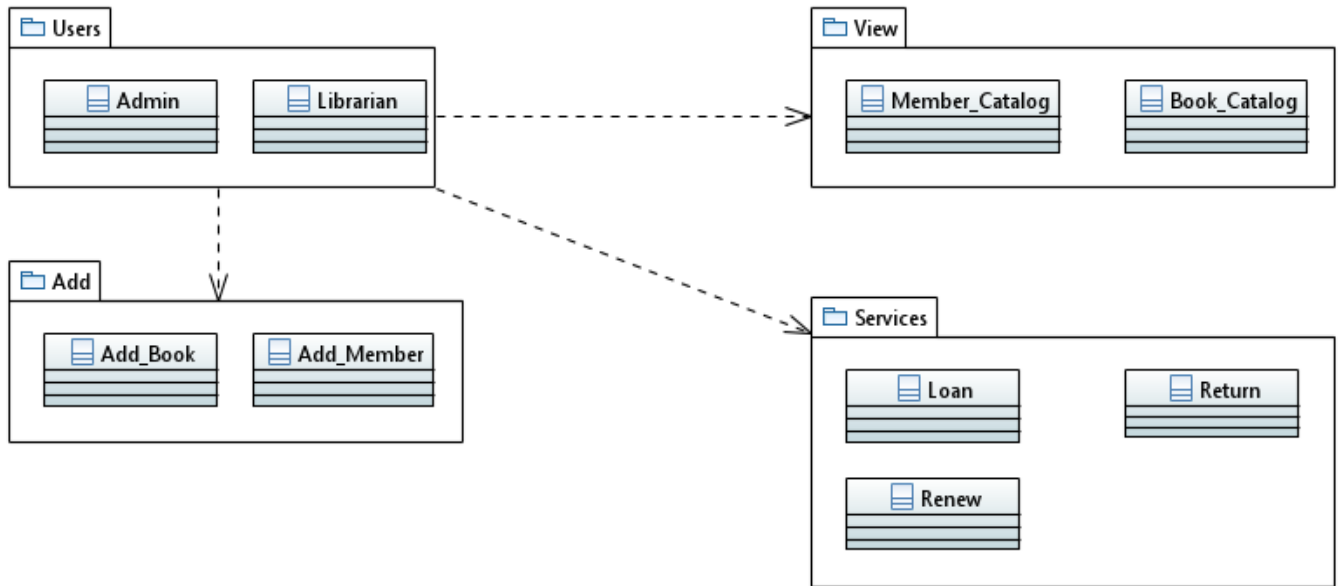 Users
Admin
Librarian
View
Member_Catalog
Book_Catalog
Add
Add_Book
Add_Member
Services
Loan
Return
Renew